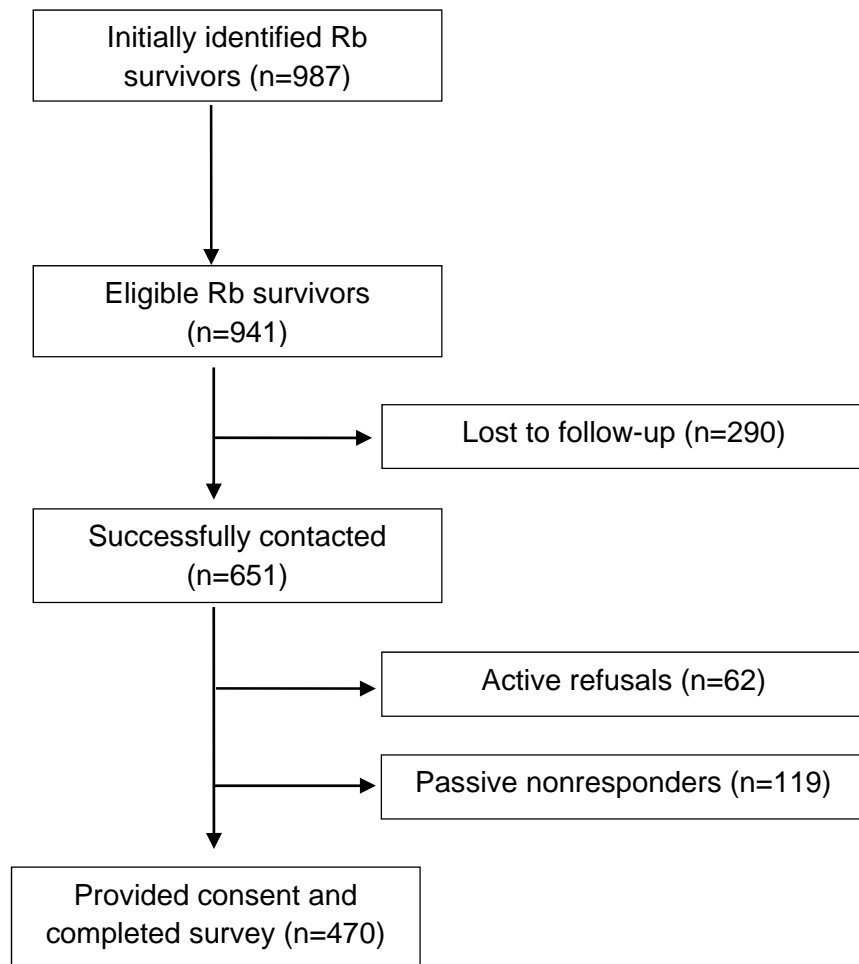 Initially identified Rb
survivors (n=987)
Eligible Rb survivors
(n=941)
Lost to follow-up (n=290)
Successfully contacted
(n=651)
Active refusals (n=62)
Passive nonresponders (n=119)
Provided consent and
completed survey (n=470)